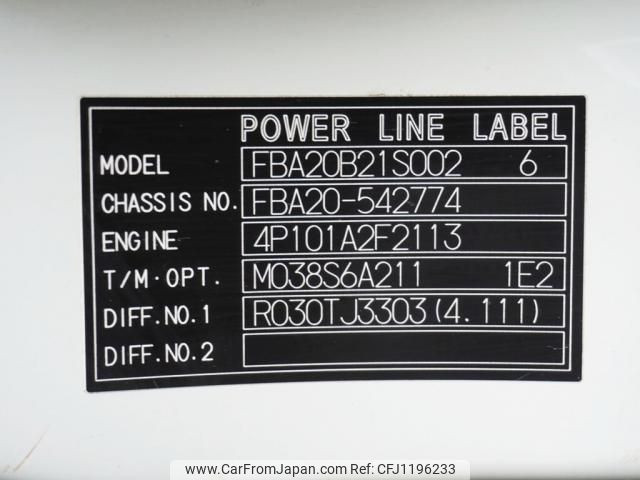 POWER LINE LABEL
MODEL FBA20B21S002 6
CHASSIS NO. FBA20-542774
ENGINE 4P101A2F2113
T/M·OPT. M038S6A211 1E2
DIFF.NO.1 R030TJ3303(4.111)
DIFF.NO.2
www.CarFromJapan.com - CFJ1196233